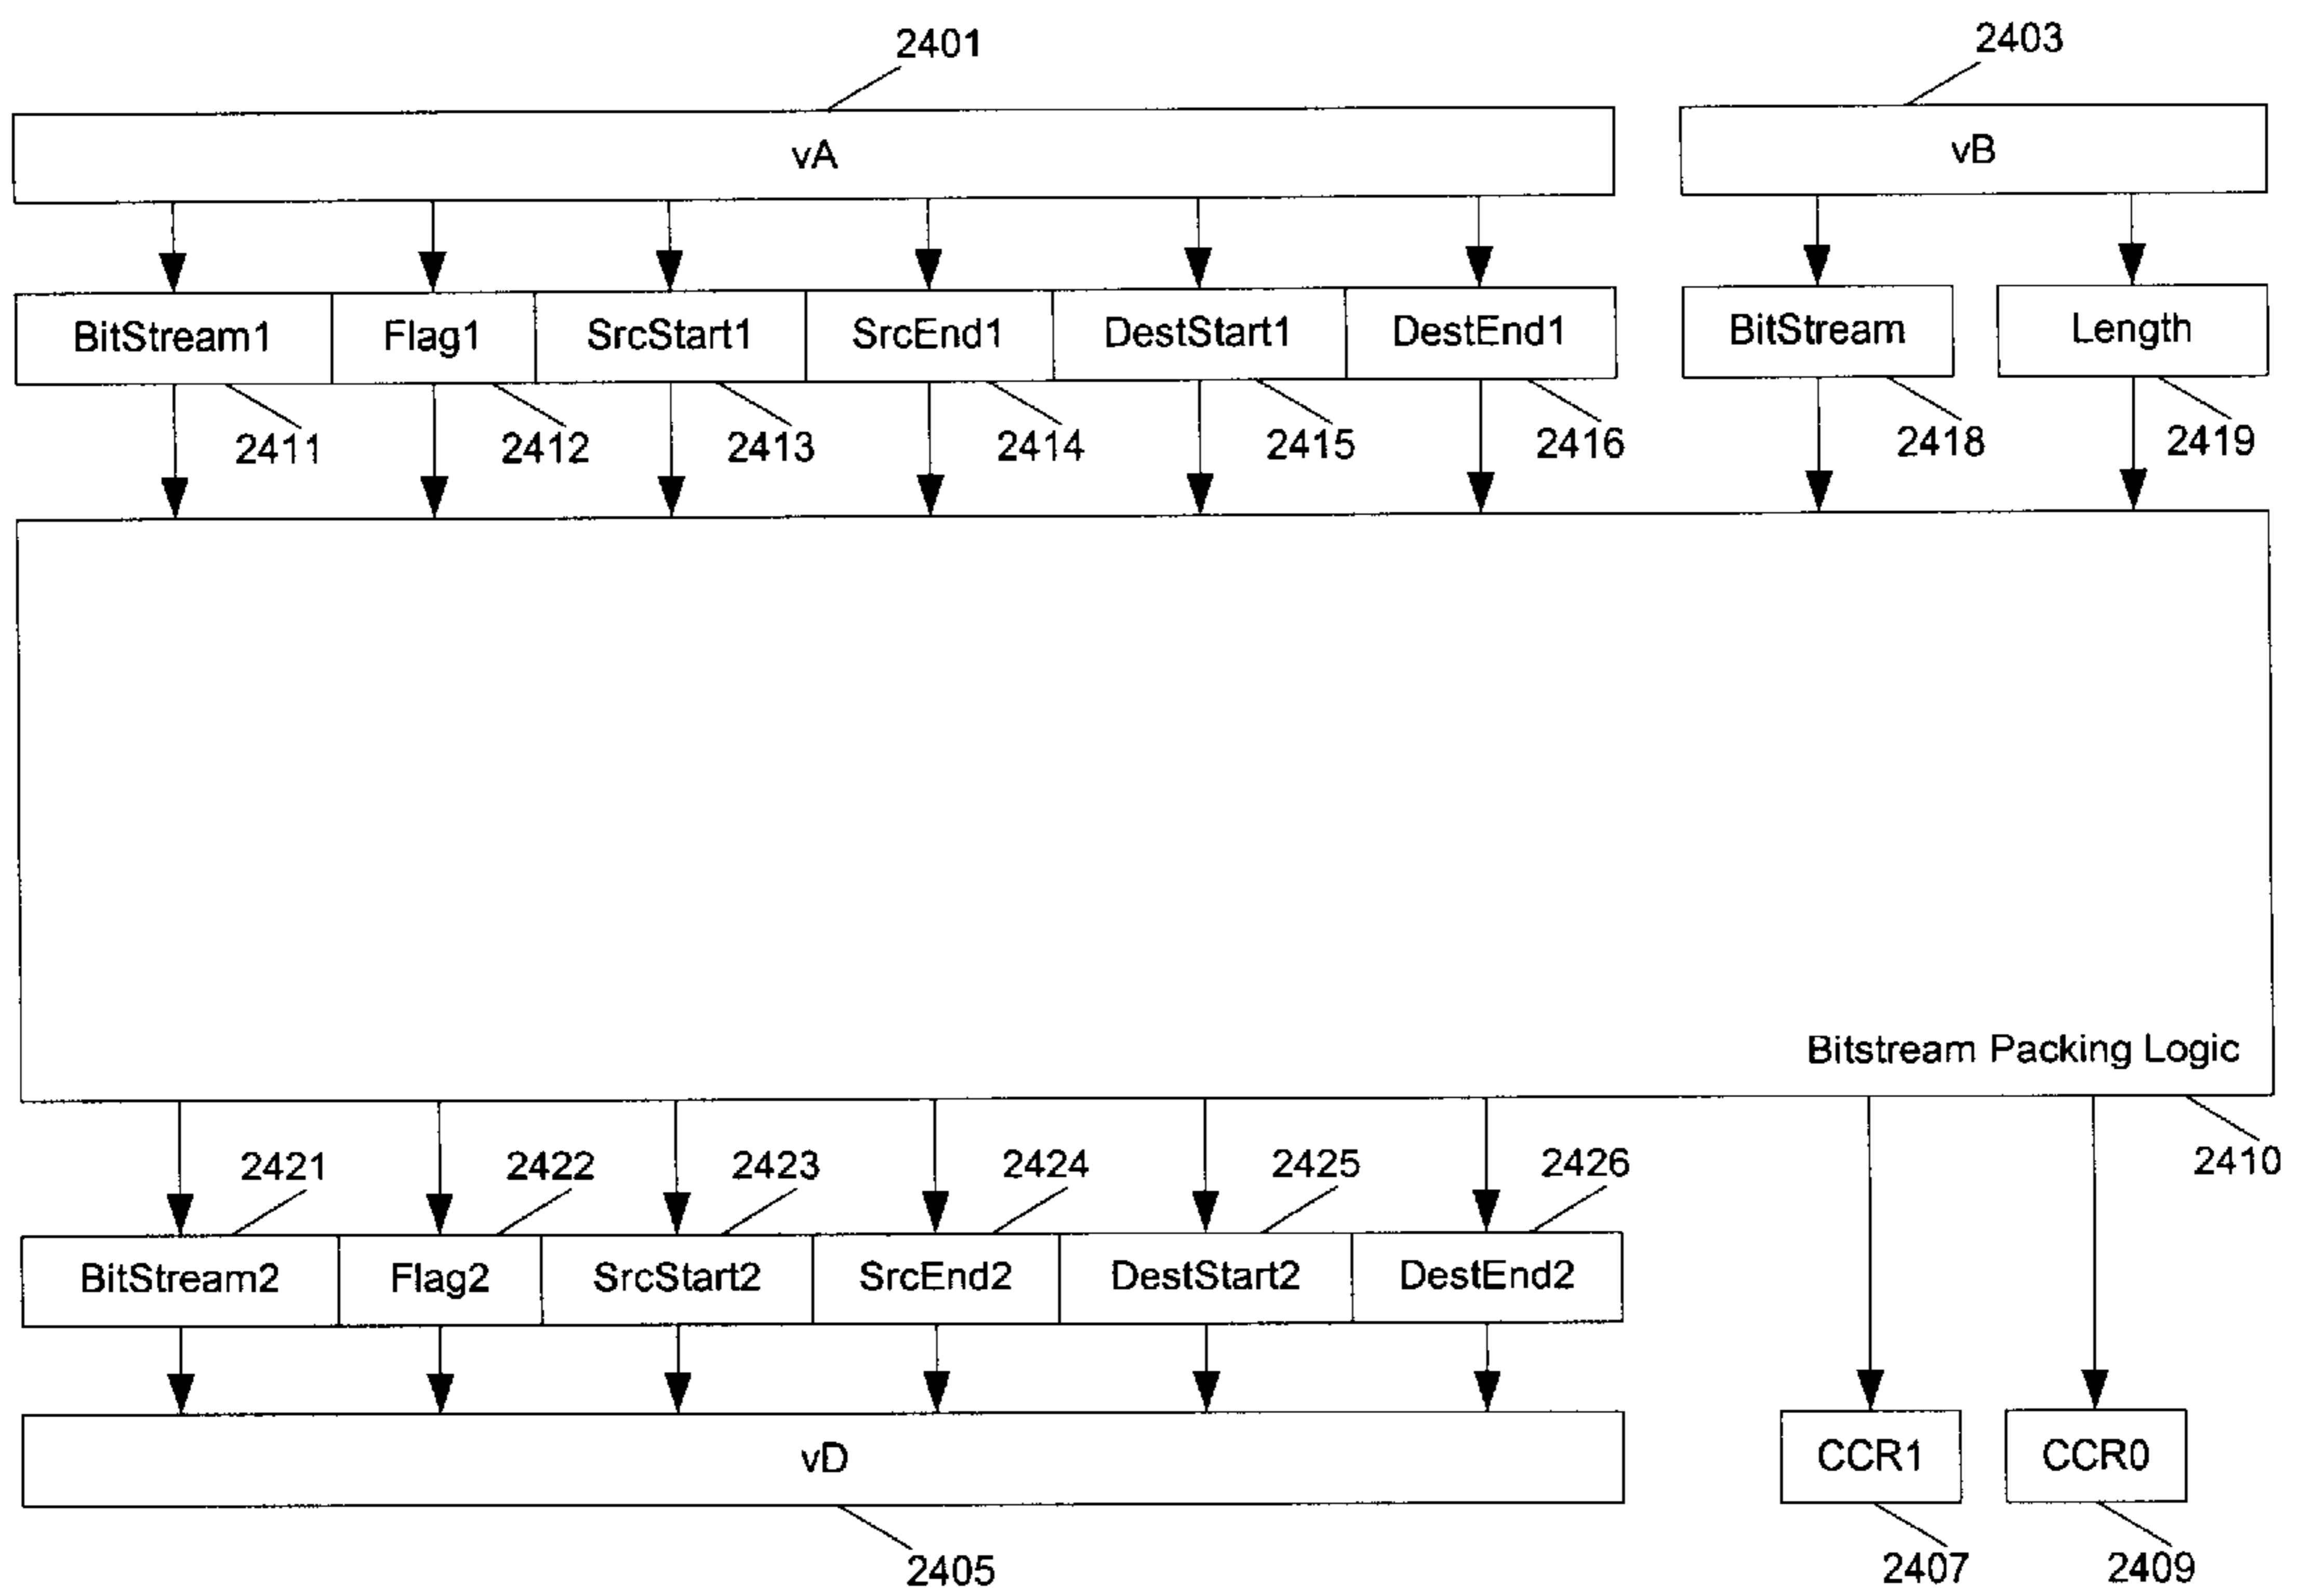 2401 2403
vA vB
BitStream1 Flag1 SrcStart1 SrcEnd1 DestStart1 DestEnd1 BitStream Length
2411 2412 2413 2414 2415 2416 2418 2419
Bitstream Packing Logic
2410
2421 2422 2423 2424 2425 2426
BitStream2 Flag2 SrcStart2 SrcEnd2 DestStart2 DestEnd2
vD CCR1 CCR0
2405 2407 2409